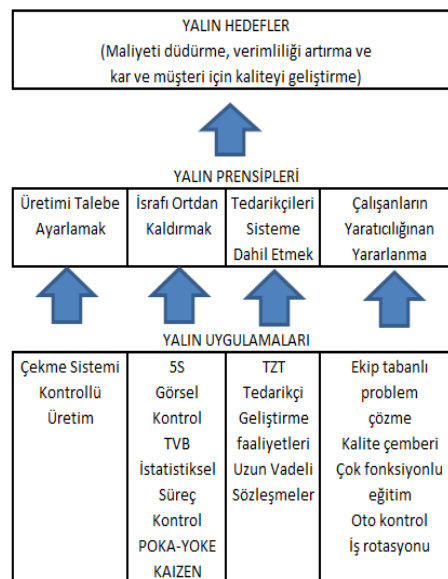 YALIN HEDEFLER
(Maliyeti düdürme, verimliliği artırma ve
kar ve müşteri için kaliteyi geliştirme)
YALIN PRENSİPLERİ
Üretimi Talebe
Ayarlamak
İsrafı Ortdan
Kaldırmak
Tedarikçileri
Sisteme
Dahil Etmek
Çalışanların
Yaratıcılığınan
Yararlanma
YALIN UYGULAMALARI
Çekme Sistemi
Kontrollü
Üretim
5S
Görsel
Kontrol
TVB
İstatistiksel
Süreç
Kontrol
POKA-YOKE
KAIZEN
TZT
Tedarikçi
Geliştirme
faaliyetleri
Uzun Vadeli
Sözleşmeler
Ekip tabanlı
problem
çözme
Kalite çemberi
Çok fonksiyonlu
eğitim
Oto kontrol
İş rotasyonu